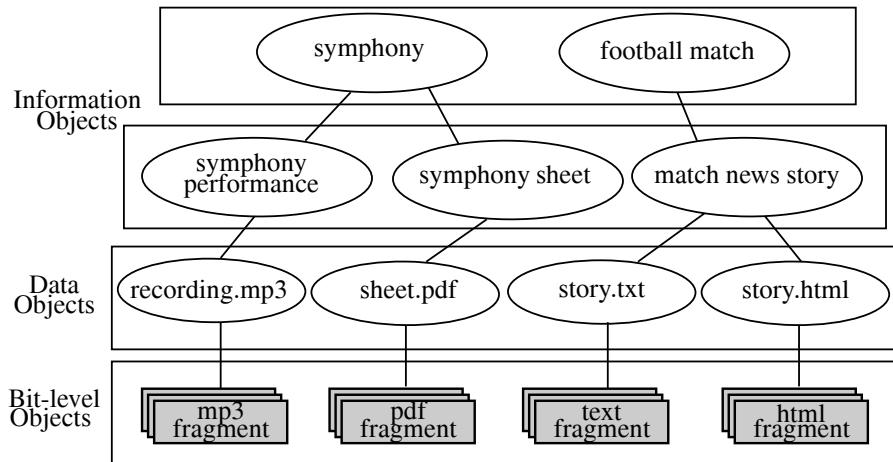 symphony
football match
Information
Objects
symphony
performance
symphony sheet
match news story
Data
Objects
recording.mp3
sheet.pdf
story.txt
story.html
Bit-level
Objects
mp3
fragment
pdf
fragment
text
fragment
html
fragment